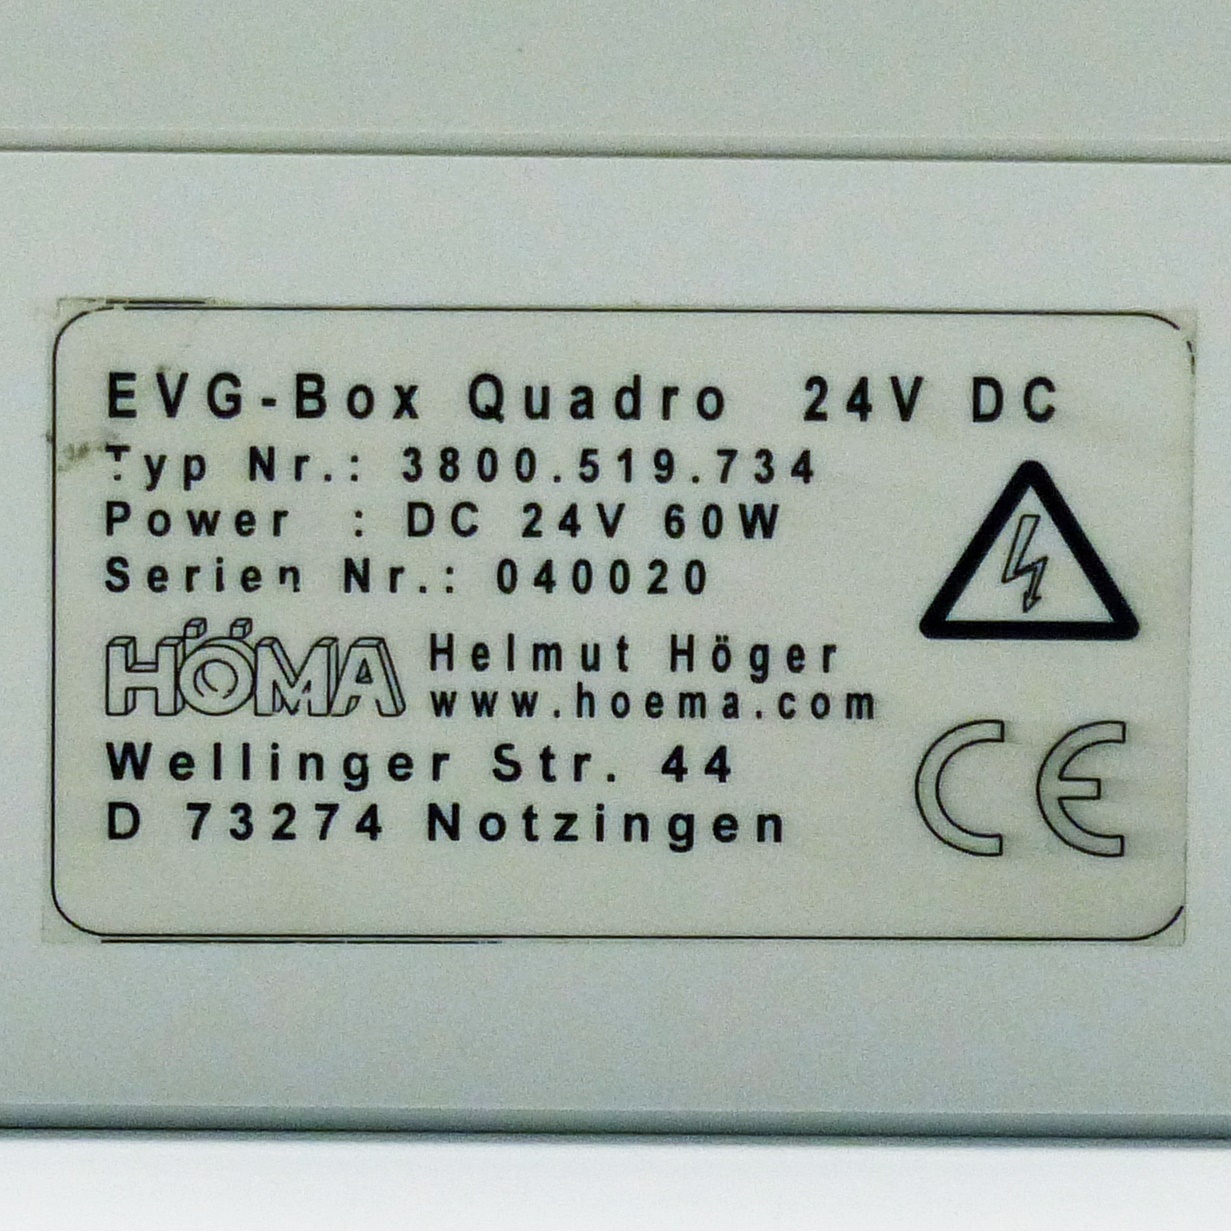 EVG-Box Quadro 24V DC
Typ Nr.: 3800.519.734
Power : DC 24V 60W
Serien Nr.: 040020
HÖMA Helmut Höger
www.hoema.com
Wellinger Str. 44
D 73274 Notzingen
CE